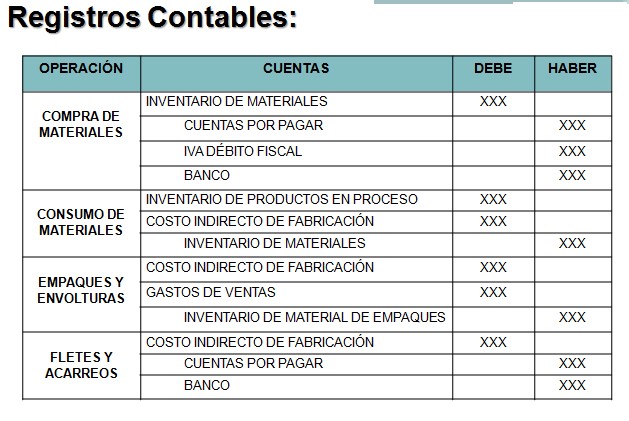 Registros Contables:
OPERACIÓN CUENTAS DEBE HABER
COMPRA DE
MATERIALES
INVENTARIO DE MATERIALES XXX
CUENTAS POR PAGAR XXX
IVA DÉBITO FISCAL XXX
BANCO XXX
CONSUMO DE
MATERIALES
INVENTARIO DE PRODUCTOS EN PROCESO XXX
COSTO INDIRECTO DE FABRICACIÓN XXX
INVENTARIO DE MATERIALES XXX
EMPAQUES Y
ENVOLTURAS
COSTO INDIRECTO DE FABRICACIÓN XXX
GASTOS DE VENTAS XXX
INVENTARIO DE MATERIAL DE EMPAQUES XXX
FLETES Y
ACARREOS
COSTO INDIRECTO DE FABRICACIÓN XXX
CUENTAS POR PAGAR XXX
BANCO XXX